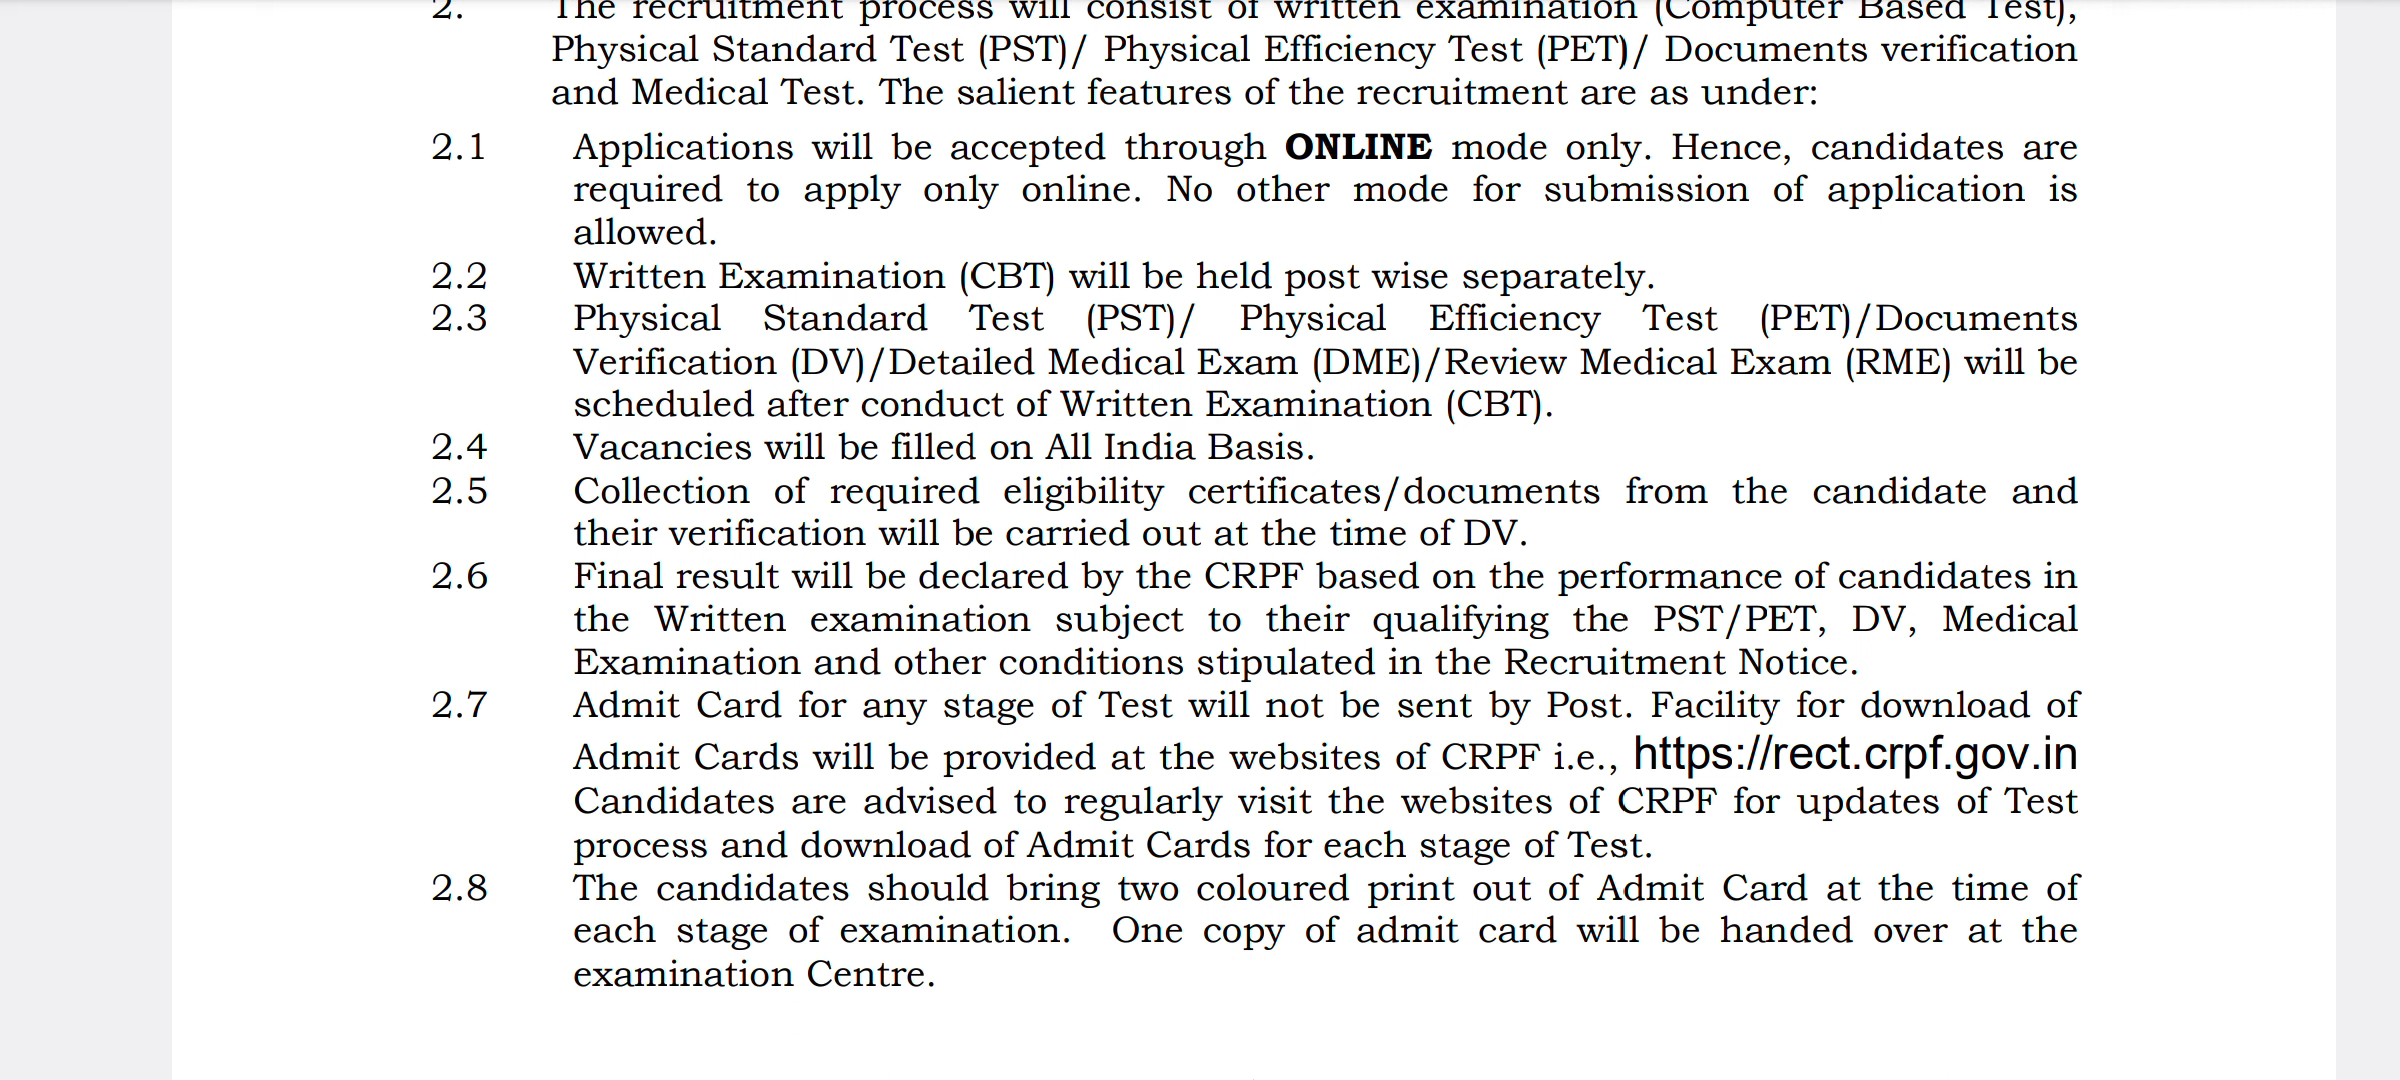 2. The recruitment process will consist of written examination (Computer Based Test),
Physical Standard Test (PST)/ Physical Efficiency Test (PET)/ Documents verification
and Medical Test. The salient features of the recruitment are as under:
2.1 Applications will be accepted through ONLINE mode only. Hence, candidates are
required to apply only online. No other mode for submission of application is
allowed.
2.2 Written Examination (CBT) will be held post wise separately.
2.3 Physical Standard Test (PST)/ Physical Efficiency Test (PET)/Documents
Verification (DV)/Detailed Medical Exam (DME)/Review Medical Exam (RME) will be
scheduled after conduct of Written Examination (CBT).
2.4 Vacancies will be filled on All India Basis.
2.5 Collection of required eligibility certificates/documents from the candidate and
their verification will be carried out at the time of DV.
2.6 Final result will be declared by the CRPF based on the performance of candidates in
the Written examination subject to their qualifying the PST/PET, DV, Medical
Examination and other conditions stipulated in the Recruitment Notice.
2.7 Admit Card for any stage of Test will not be sent by Post. Facility for download of
Admit Cards will be provided at the websites of CRPF i.e., https://rect.crpf.gov.in
Candidates are advised to regularly visit the websites of CRPF for updates of Test
process and download of Admit Cards for each stage of Test.
2.8 The candidates should bring two coloured print out of Admit Card at the time of
each stage of examination. One copy of admit card will be handed over at the
examination Centre.